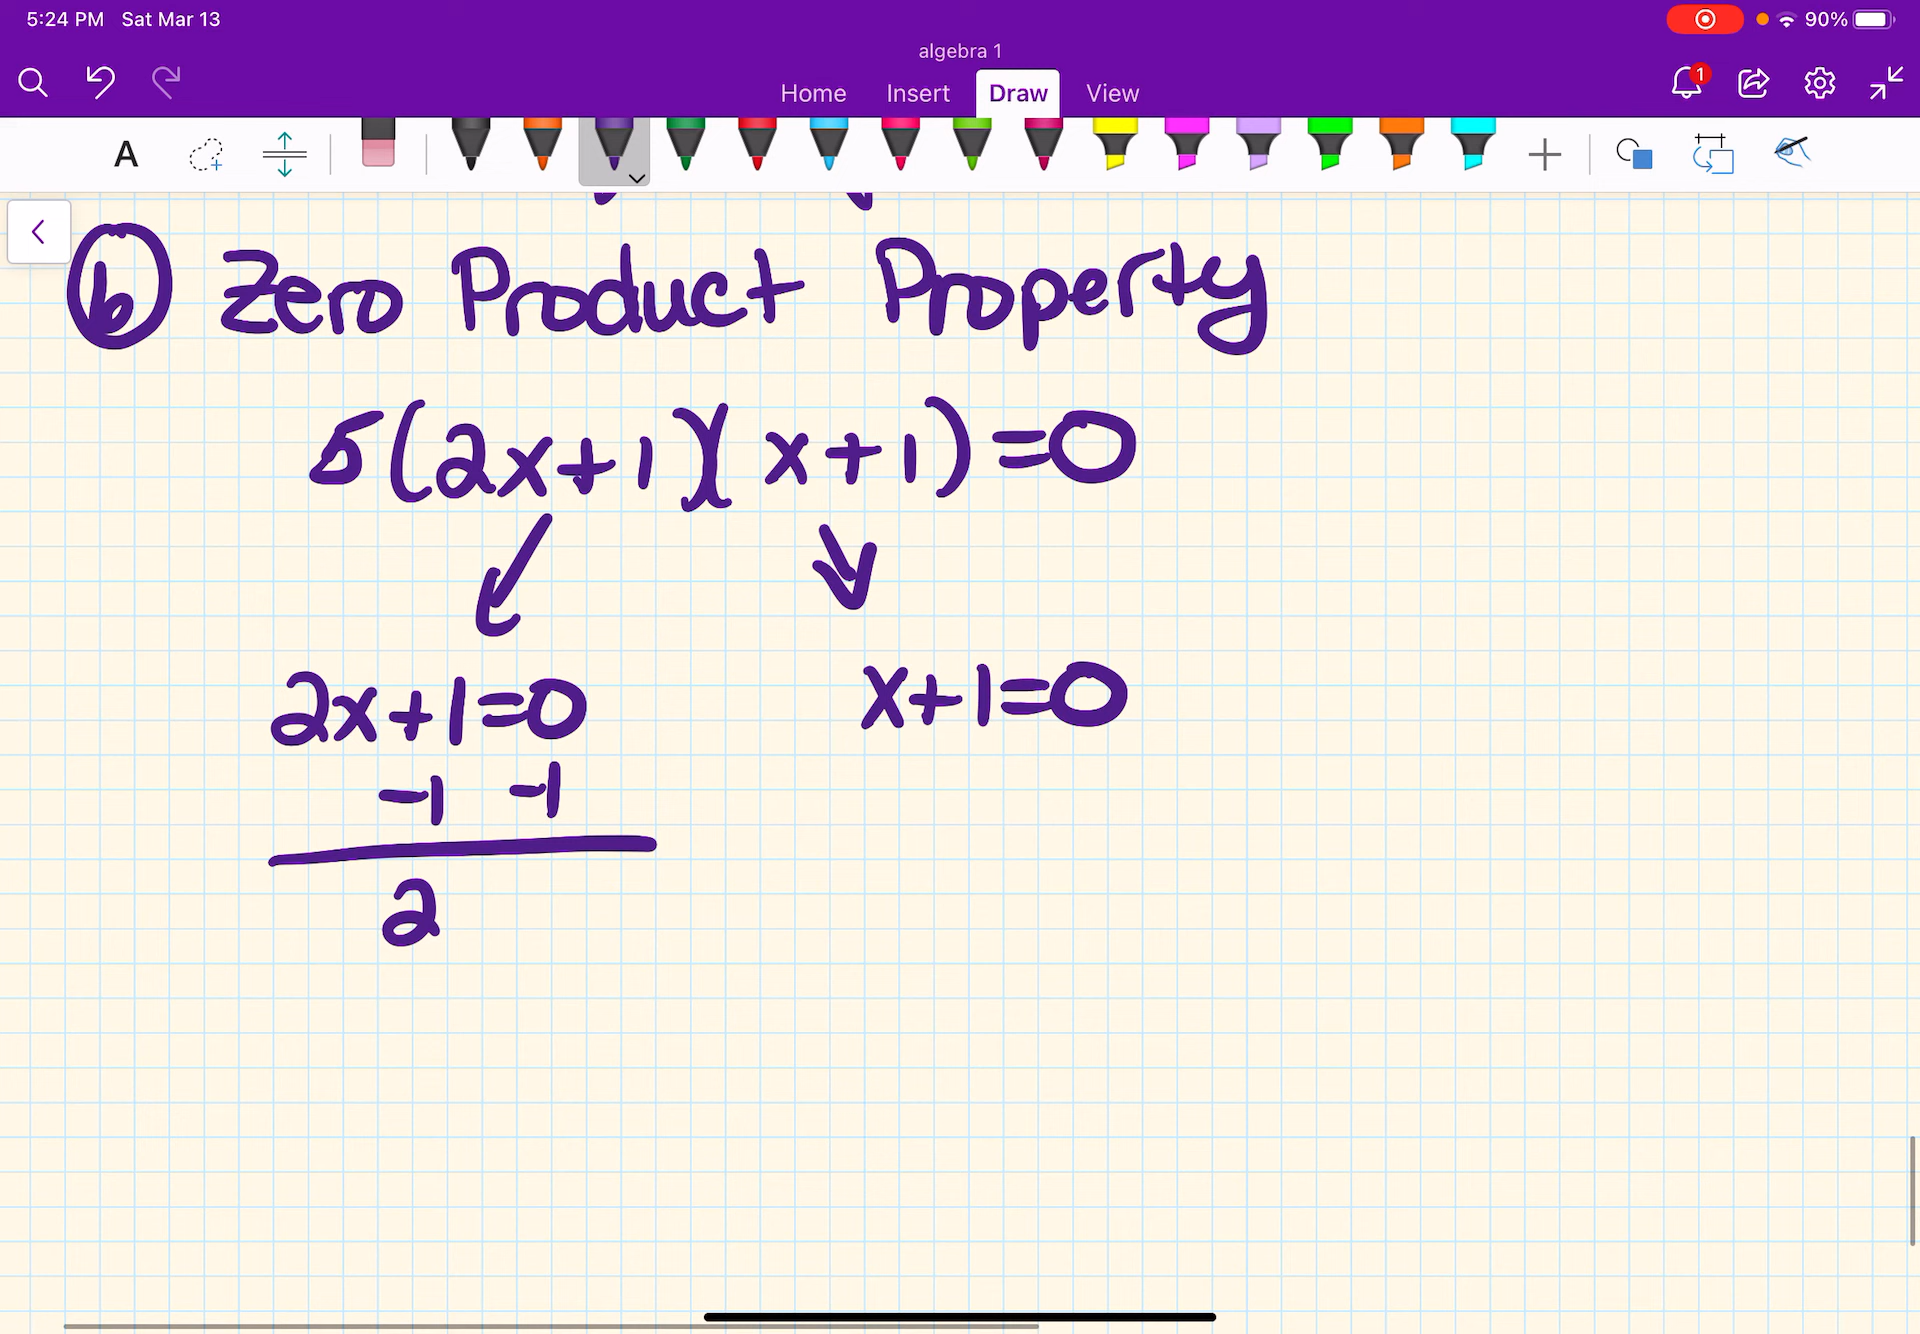 5:24 PM Sat Mar 13
90%
algebra 1
Home Insert Draw View
1
A
b Zero Product Property
5(2x+1)(x+1)=0
2x+1=0 x+1=0
-1 -1
2